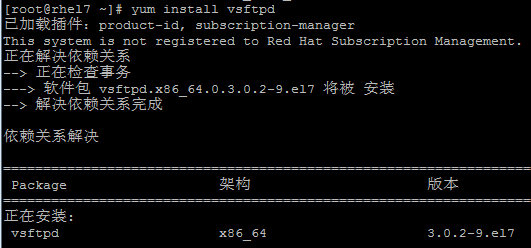 [root@rhel7 ~]# yum install vsftpd
已加载插件：product-id, subscription-manager
This system is not registered to Red Hat Subscription Management.
正在解决依赖关系
--> 正在检查事务
---> 软件包 vsftpd.x86_64.0.3.0.2-9.el7 将被 安装
--> 解决依赖关系完成
依赖关系解决
================================================================
Package 架构 版本
================================================================
正在安装:
vsftpd x86_64 3.0.2-9.el7